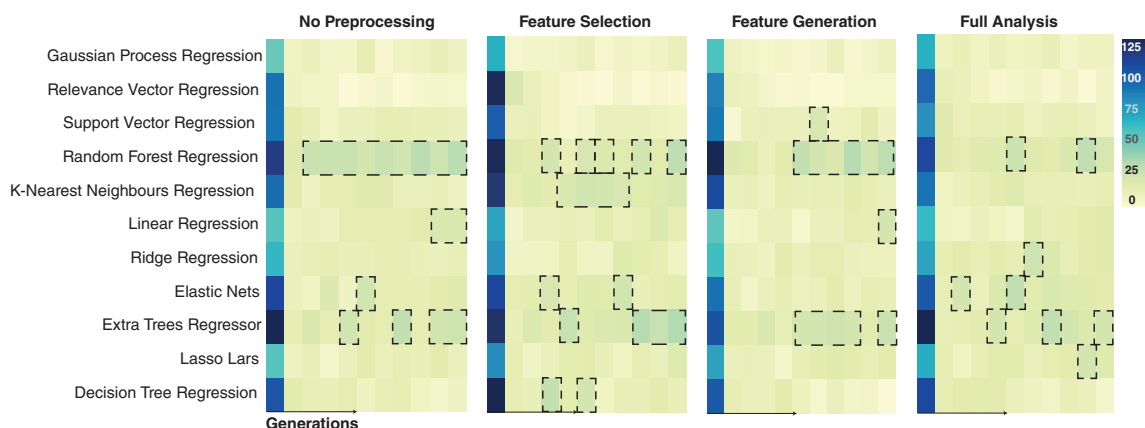 No Preprocessing
Feature Selection
Feature Generation
Full Analysis
Gaussian Process Regression
Relevance Vector Regression
Support Vector Regression
Random Forest Regression
K-Nearest Neighbours Regression
Linear Regression
Ridge Regression
Elastic Nets
Extra Trees Regressor
Lasso Lars
Decision Tree Regression
Generations
125
100
75
50
25
0